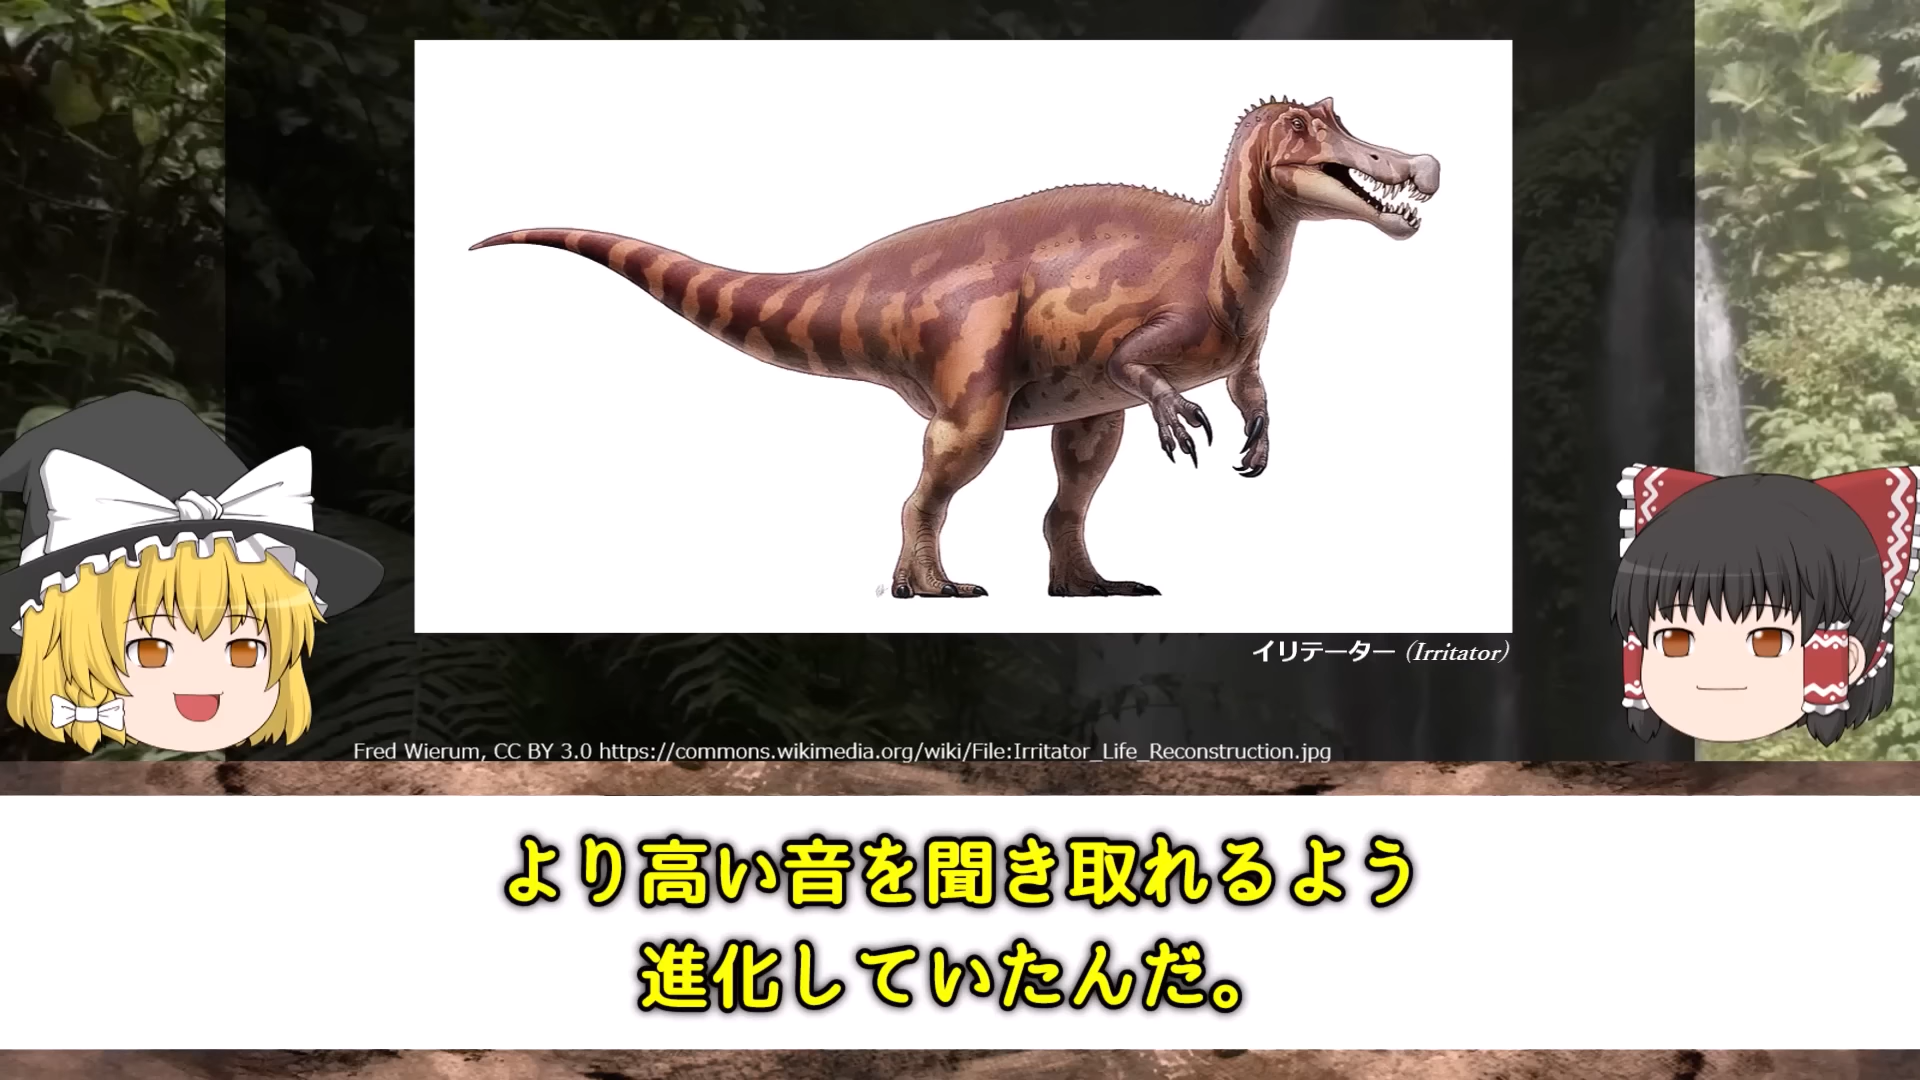 イリテーター (Irritator)
Fred Wierum, CC BY 3.0 https://commons.wikimedia.org/wiki/File:Irritator_Life_Reconstruction.jpg
より高い音を聞き取れるよう
進化していたんだ。